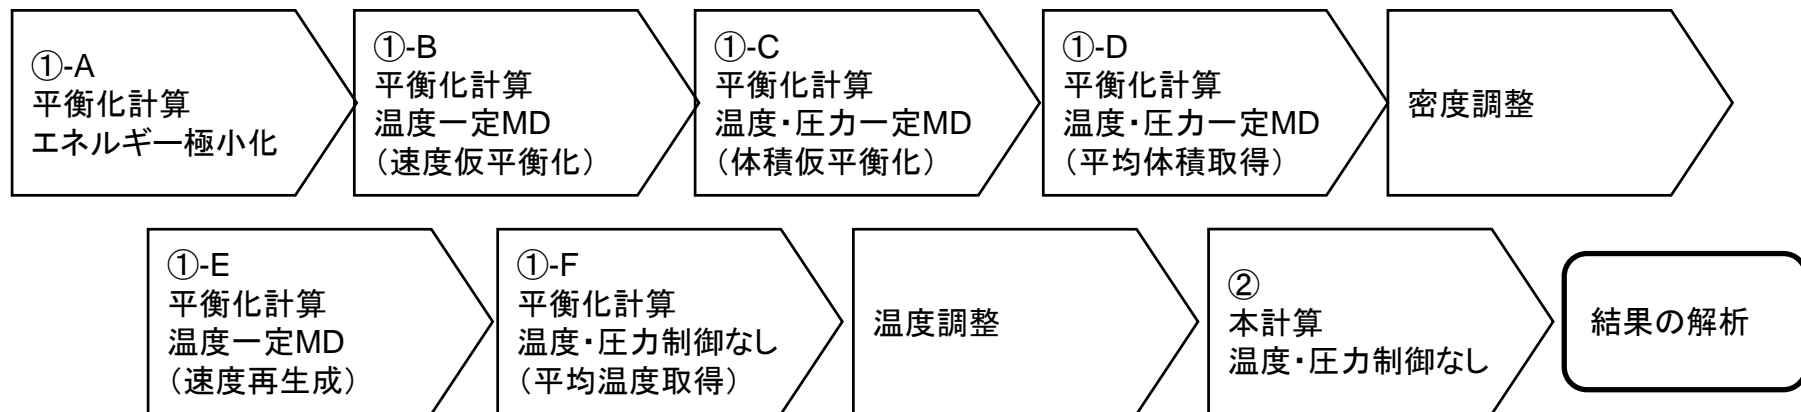 ①-A
平衡化計算
エネルギー極小化
①-B
平衡化計算
温度一定MD
（速度仮平衡化）
①-C
平衡化計算
温度・圧力一定MD
（体積仮平衡化）
①-D
平衡化計算
温度・圧力一定MD
（平均体積取得）
密度調整
①-E
平衡化計算
温度一定MD
（速度再生成）
①-F
平衡化計算
温度・圧力制御なし
（平均温度取得）
温度調整
②
本計算
温度・圧力制御なし
結果の解析